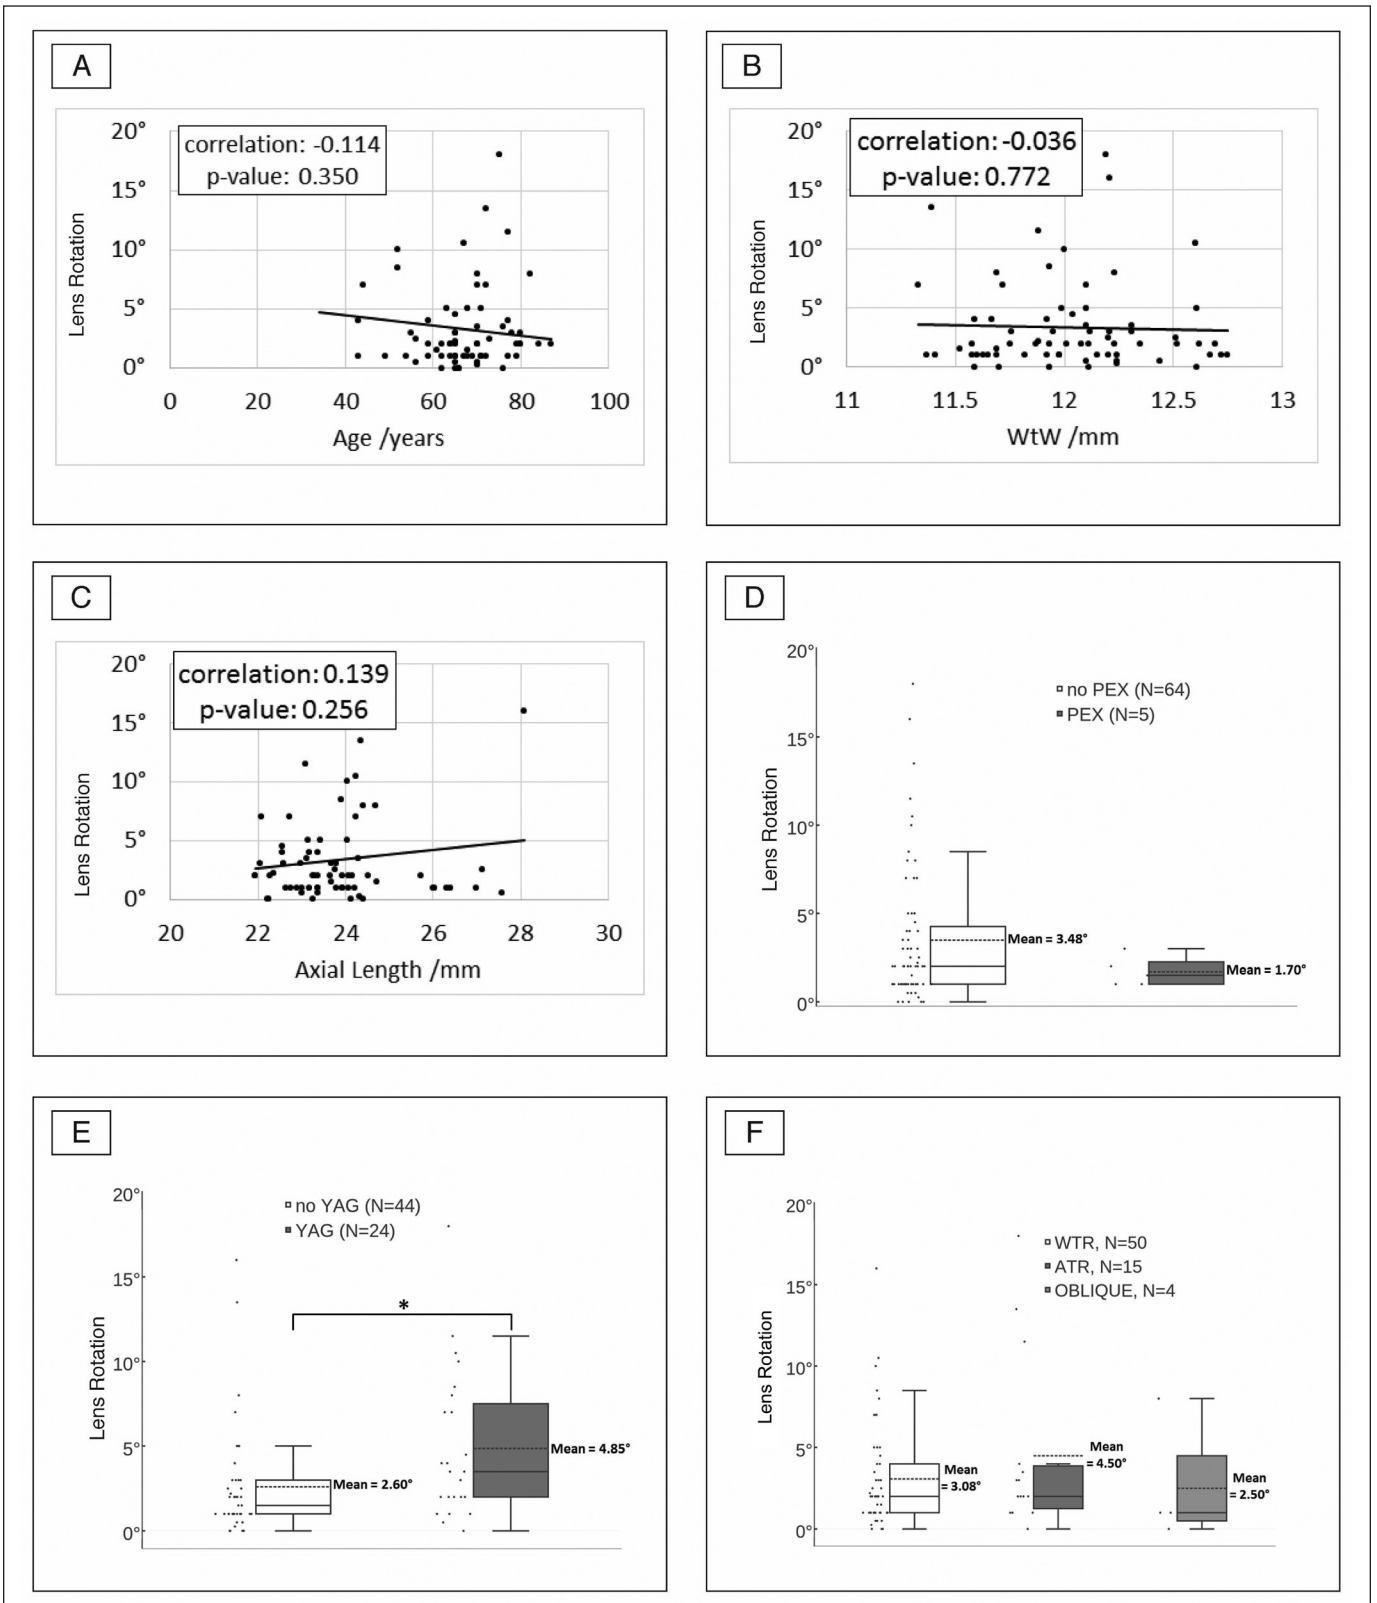 A
20°
15°
10°
5°
0°
correlation: -0.114
p-value: 0.350
Lens Rotation
0 20 40 60 80 100
Age /years
B
20°
15°
10°
5°
0°
correlation: -0.036
p-value: 0.772
Lens Rotation
11 11.5 12 12.5 13
WtW /mm
C
20°
15°
10°
5°
0°
correlation: 0.139
p-value: 0.256
Lens Rotation
20 22 24 26 28 30
Axial Length /mm
D
20°
15°
10°
5°
0°
Lens Rotation
no PEX (N=64)
PEX (N=5)
Mean = 3.48°
Mean = 1.70°
E
20°
15°
10°
5°
0°
Lens Rotation
no YAG (N=44)
YAG (N=24)
*
Mean = 2.60°
Mean = 4.85°
F
20°
15°
10°
5°
0°
Lens Rotation
WTR, N=50
ATR, N=15
OBLIQUE, N=4
Mean
= 3.08°
Mean
= 4.50°
Mean
= 2.50°